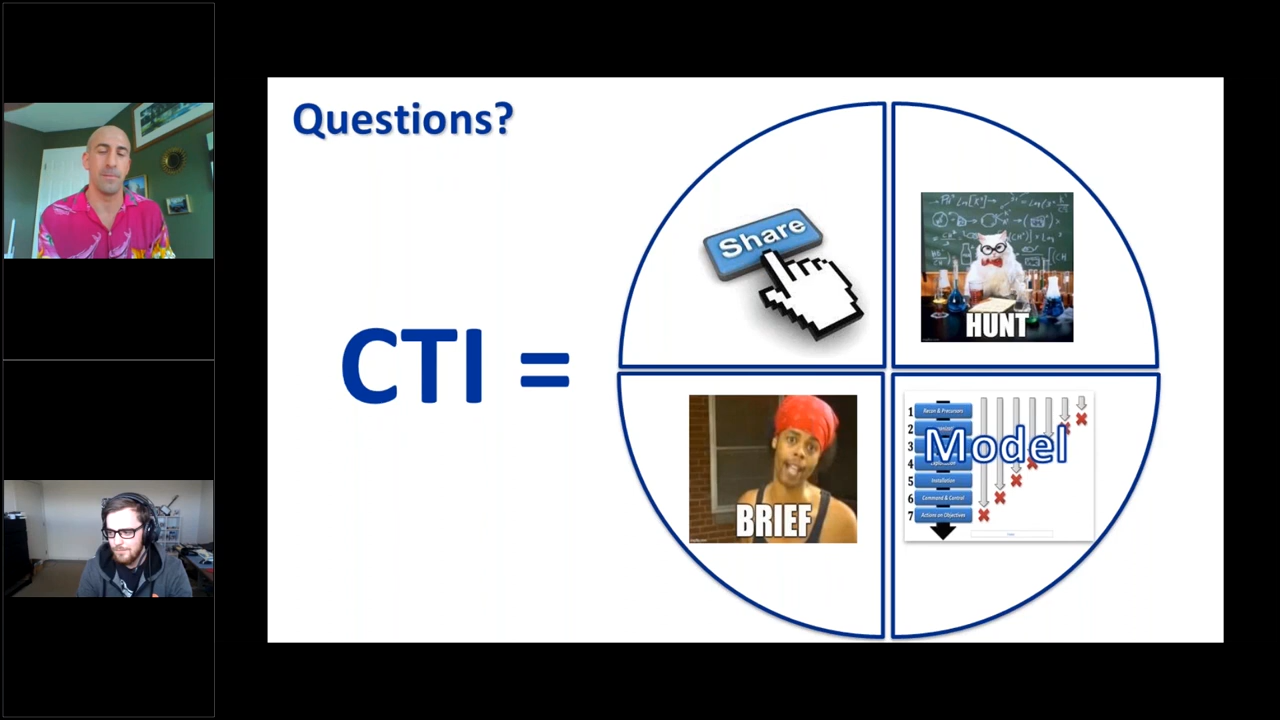 Questions?
CTI =
Share
HUNT
BRIEF
Model
1 Recon & Precursors
2
3
4
5 Installation
6 Command & Control
7 Actions on Objectives